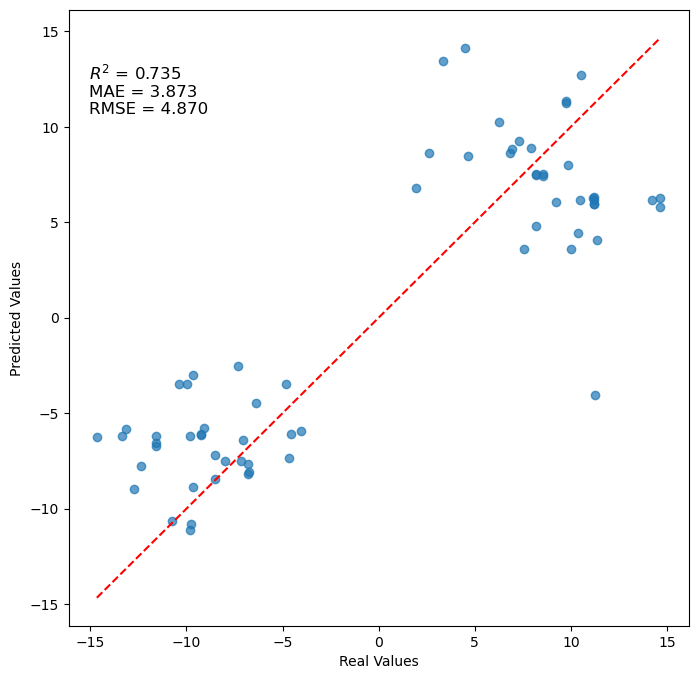 R² = 0.735
MAE = 3.873
RMSE = 4.870
15
10
5
0
−5
−10
−15
Predicted Values
−15 −10 −5 0 5 10 15
Real Values